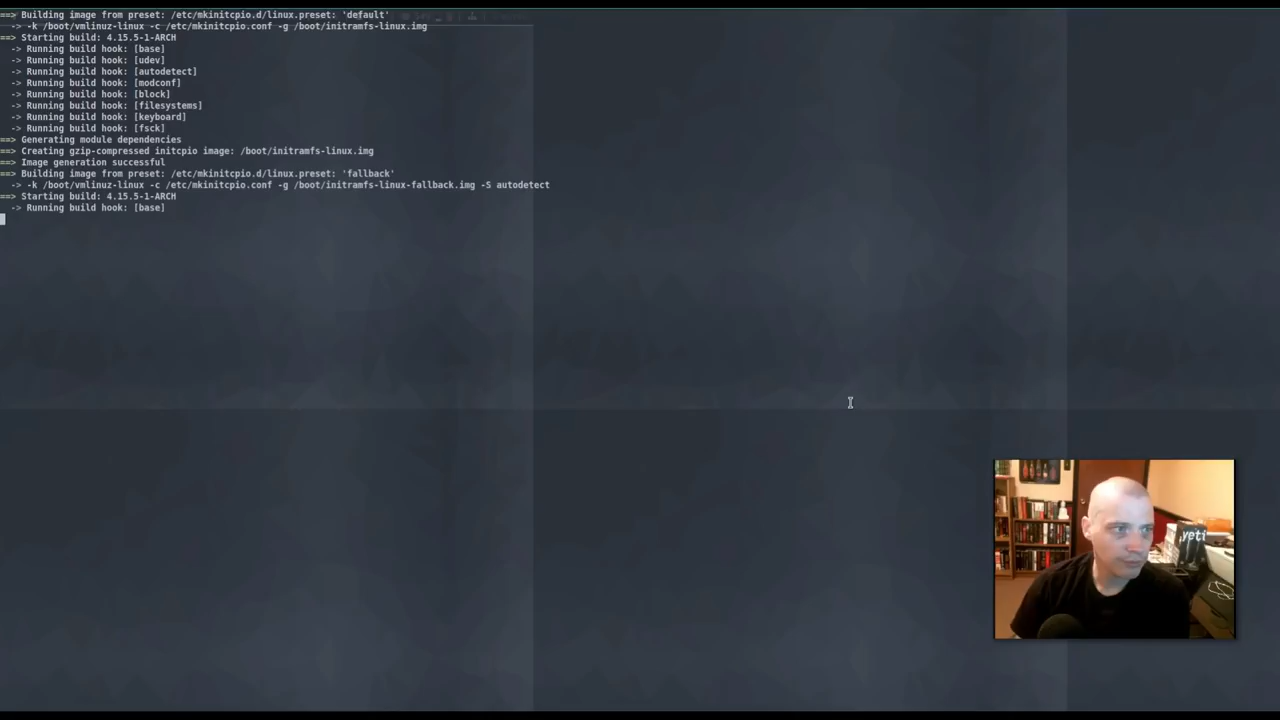 ==> Building image from preset: /etc/mkinitcpio.d/linux.preset: 'default'
-> -k /boot/vmlinuz-linux -c /etc/mkinitcpio.conf -g /boot/initramfs-linux.img
==> Starting build: 4.15.5-1-ARCH
-> Running build hook: [base]
-> Running build hook: [udev]
-> Running build hook: [autodetect]
-> Running build hook: [modconf]
-> Running build hook: [block]
-> Running build hook: [filesystems]
-> Running build hook: [keyboard]
-> Running build hook: [fsck]
==> Generating module dependencies
==> Creating gzip-compressed initcpio image: /boot/initramfs-linux.img
==> Image generation successful
==> Building image from preset: /etc/mkinitcpio.d/linux.preset: 'fallback'
-> -k /boot/vmlinuz-linux -c /etc/mkinitcpio.conf -g /boot/initramfs-linux-fallback.img -S autodetect
==> Starting build: 4.15.5-1-ARCH
-> Running build hook: [base]
yeti